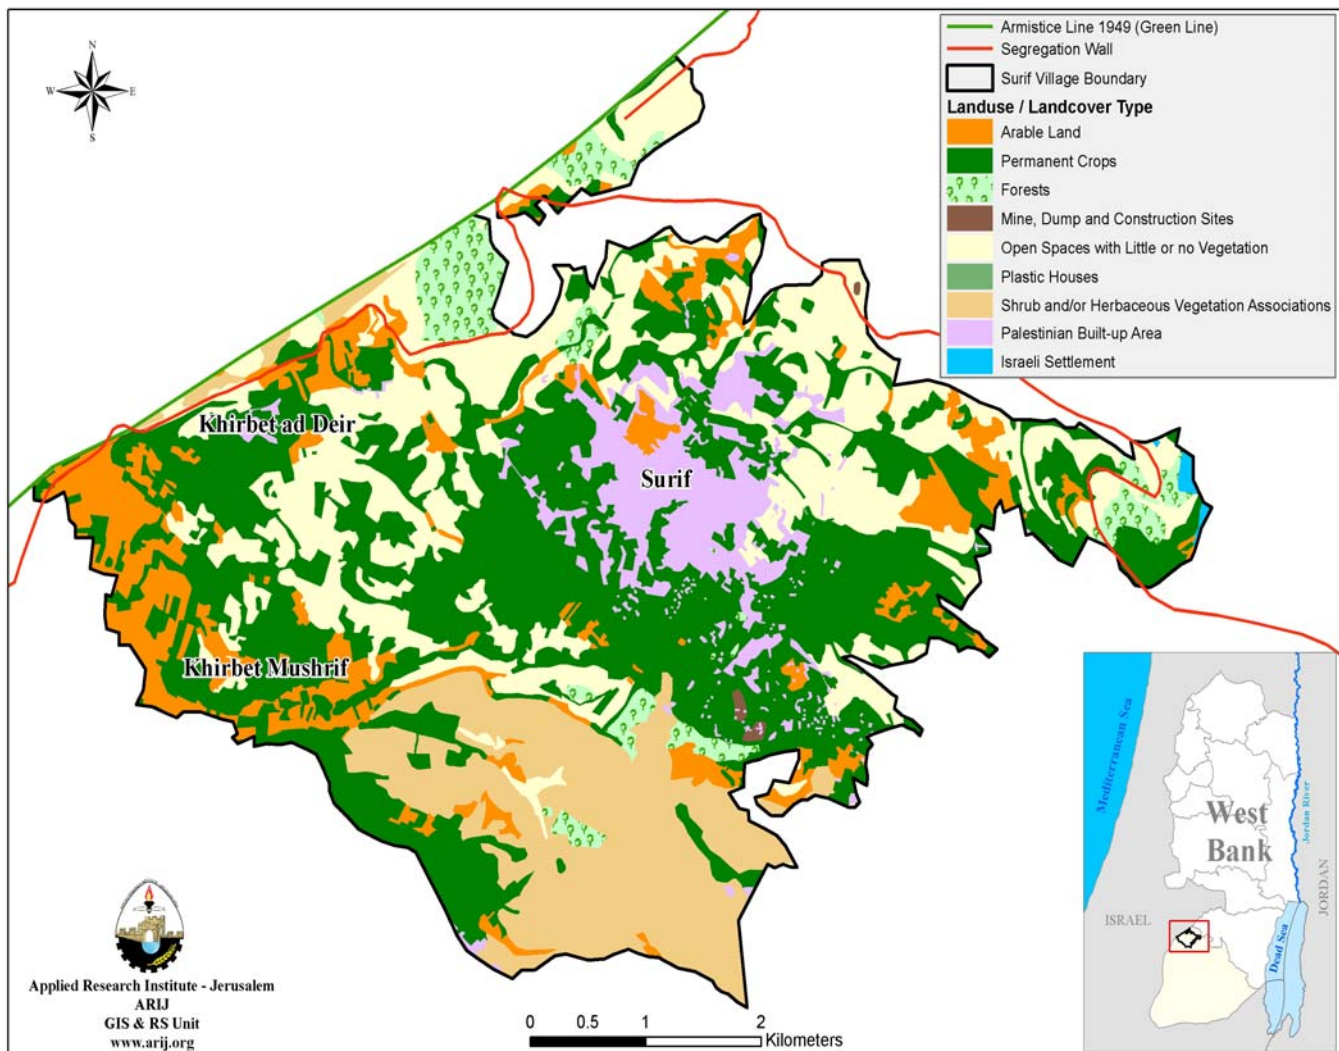 N
W E
S
Armistice Line 1949 (Green Line)
Segregation Wall
Surif Village Boundary
Landuse / Landcover Type
Arable Land
Permanent Crops
Forests
Mine, Dump and Construction Sites
Open Spaces with Little or no Vegetation
Plastic Houses
Shrub and/or Herbaceous Vegetation Associations
Palestinian Built-up Area
Israeli Settlement
Khirbet ad Deir
Surif
Khirbet Mushrif
Mediterranean Sea
West
Bank
Jordan River
JORDAN
ISRAEL
Dead Sea
Applied Research Institute - Jerusalem
ARIJ
GIS & RS Unit
www.arij.org
0 0.5 1 2
Kilometers